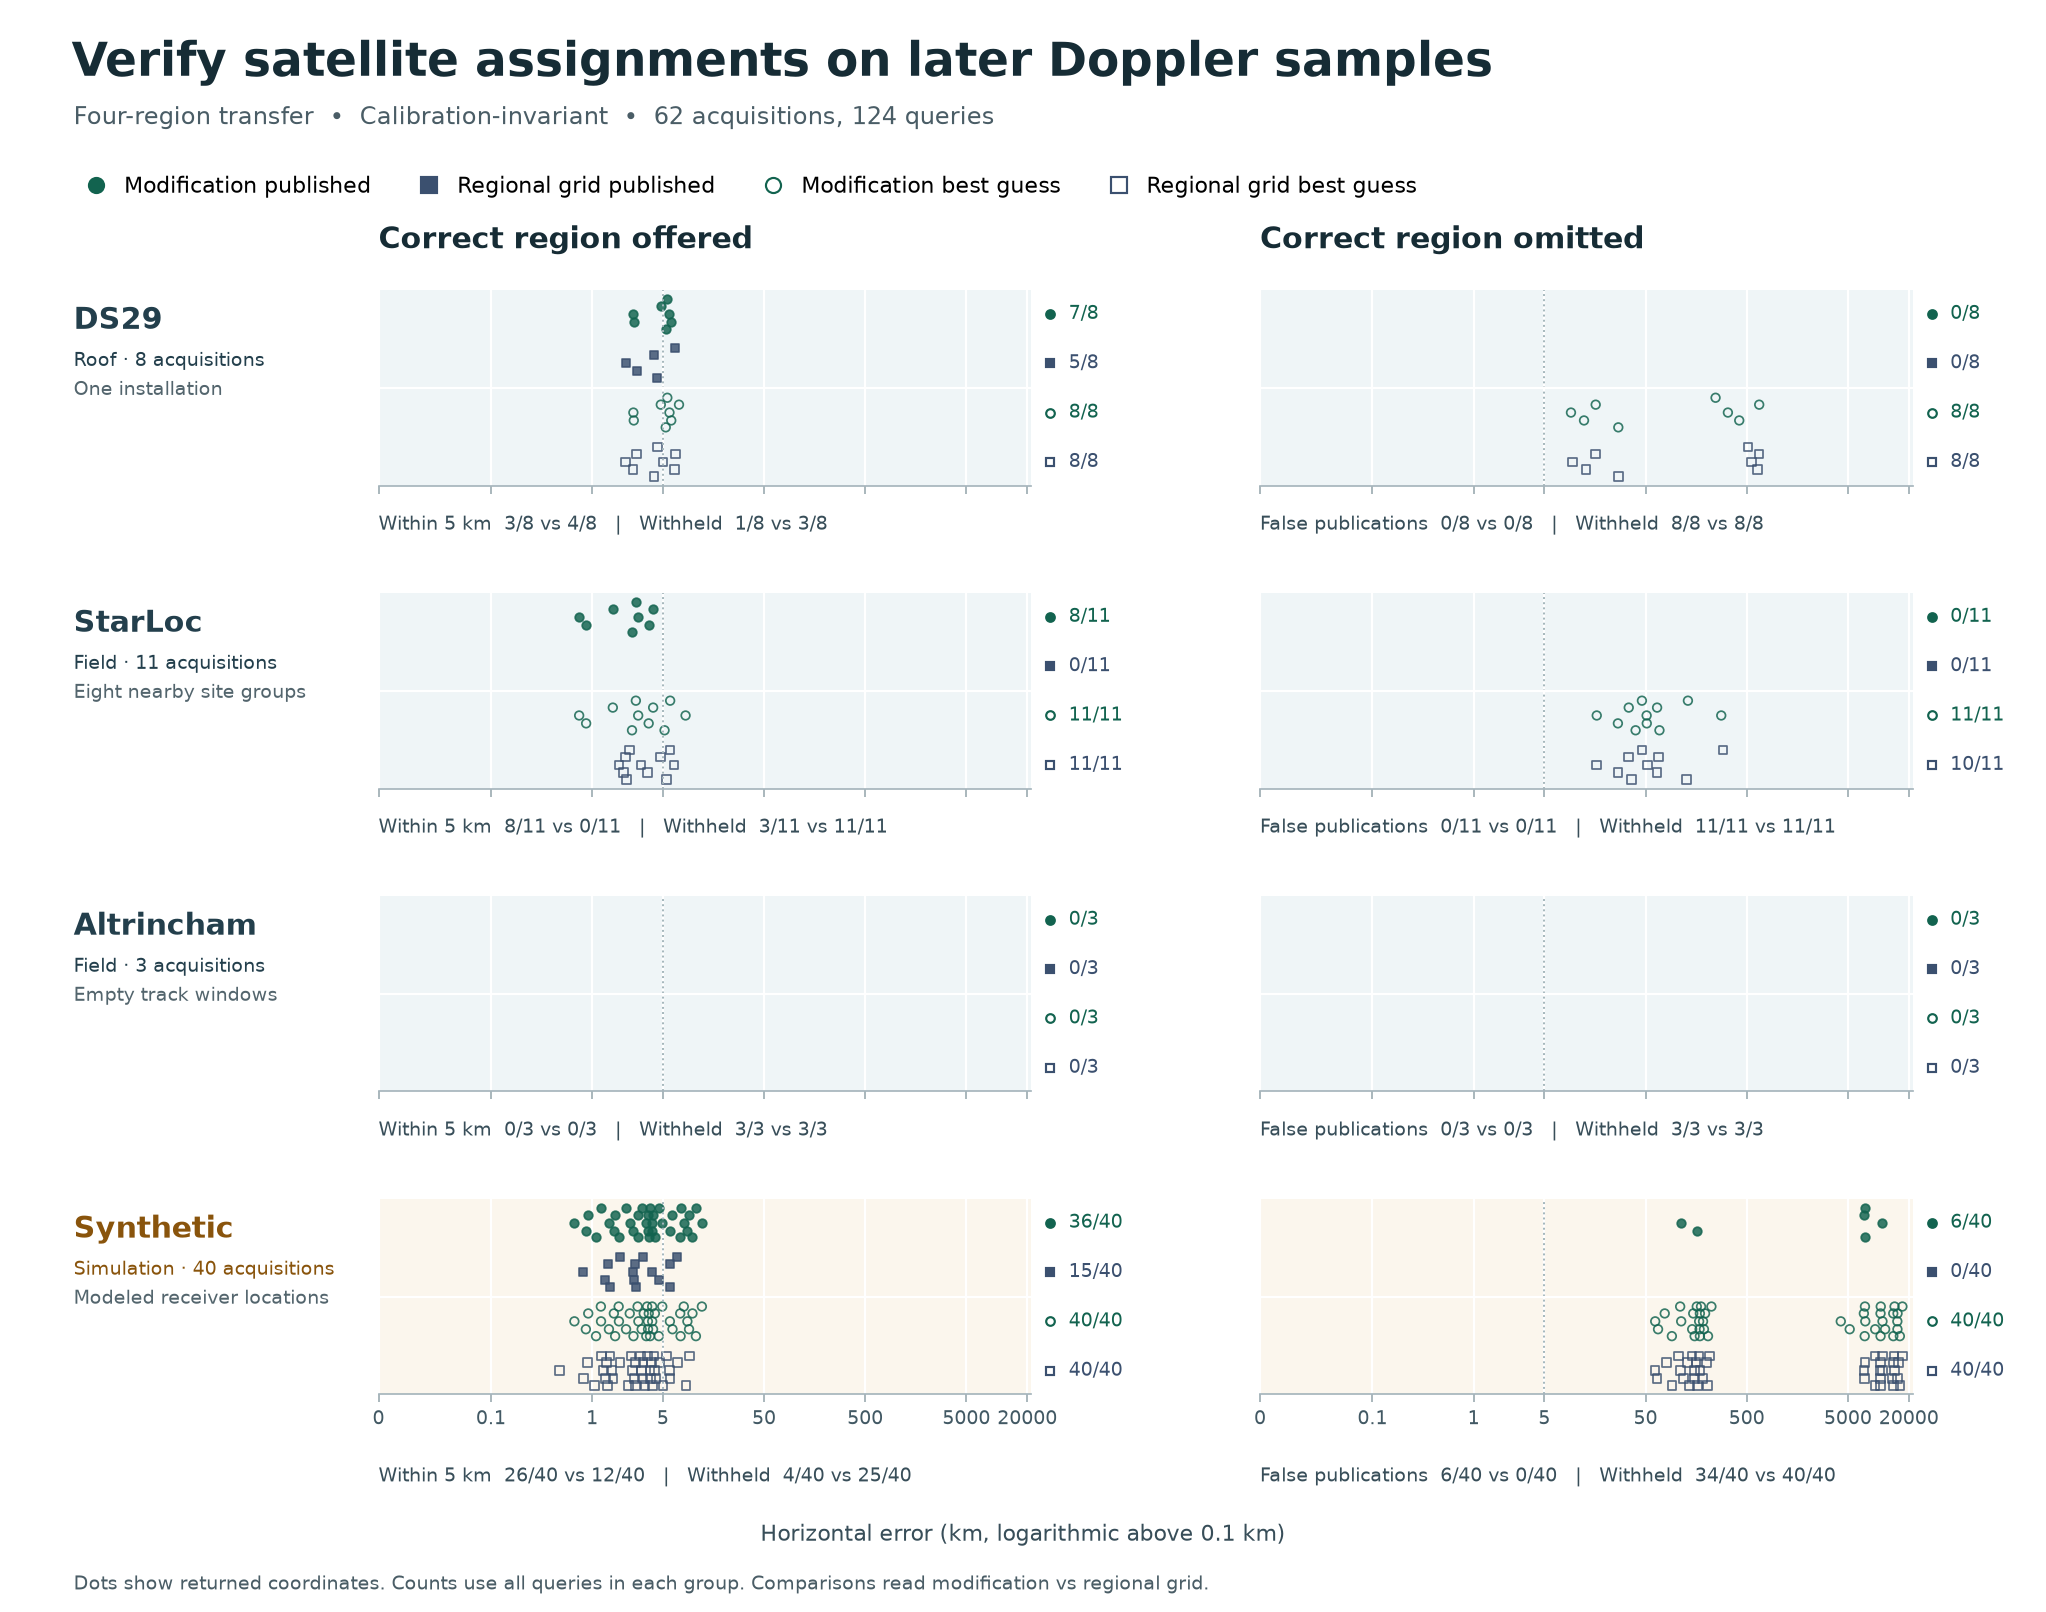 Verify satellite assignments on later Doppler samples
Four-region transfer • Calibration-invariant • 62 acquisitions, 124 queries
Modification published
Regional grid published
Modification best guess
Regional grid best guess
Correct region offered
Correct region omitted
DS29
Roof · 8 acquisitions
One installation
7/8
5/8
8/8
8/8
0/8
0/8
8/8
8/8
Within 5 km 3/8 vs 4/8 | Withheld 1/8 vs 3/8
False publications 0/8 vs 0/8 | Withheld 8/8 vs 8/8
StarLoc
Field · 11 acquisitions
Eight nearby site groups
8/11
0/11
11/11
11/11
0/11
0/11
11/11
10/11
Within 5 km 8/11 vs 0/11 | Withheld 3/11 vs 11/11
False publications 0/11 vs 0/11 | Withheld 11/11 vs 11/11
Altrincham
Field · 3 acquisitions
Empty track windows
0/3
0/3
0/3
0/3
0/3
0/3
0/3
0/3
Within 5 km 0/3 vs 0/3 | Withheld 3/3 vs 3/3
False publications 0/3 vs 0/3 | Withheld 3/3 vs 3/3
Synthetic
Simulation · 40 acquisitions
Modeled receiver locations
36/40
15/40
40/40
40/40
6/40
0/40
40/40
40/40
0 0.1 1 5 50 500 5000 20000
0 0.1 1 5 50 500 5000 20000
Within 5 km 26/40 vs 12/40 | Withheld 4/40 vs 25/40
False publications 6/40 vs 0/40 | Withheld 34/40 vs 40/40
Horizontal error (km, logarithmic above 0.1 km)
Dots show returned coordinates. Counts use all queries in each group. Comparisons read modification vs regional grid.